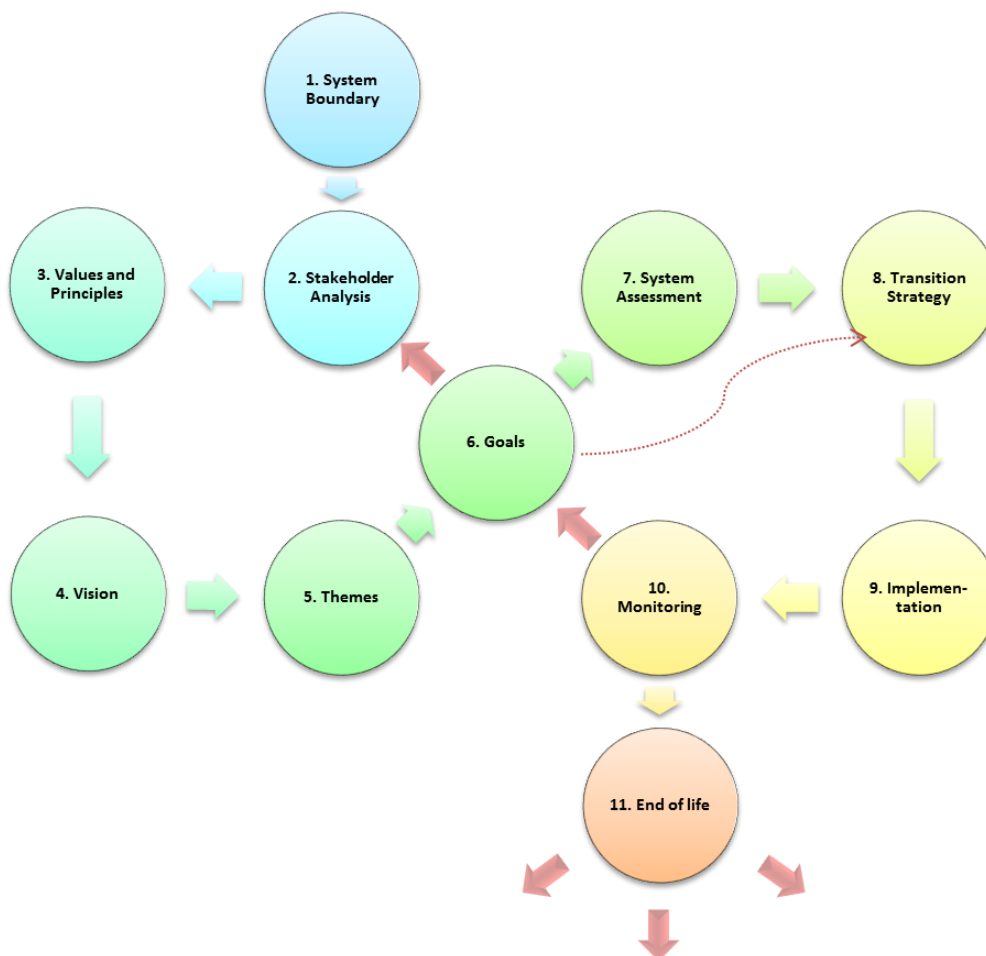 1. System
Boundary
2. Stakeholder
Analysis
3. Values and
Principles
4. Vision
5. Themes
6. Goals
7. System
Assessment
8. Transition
Strategy
9. Implemen-
tation
10.
Monitoring
11. End of life